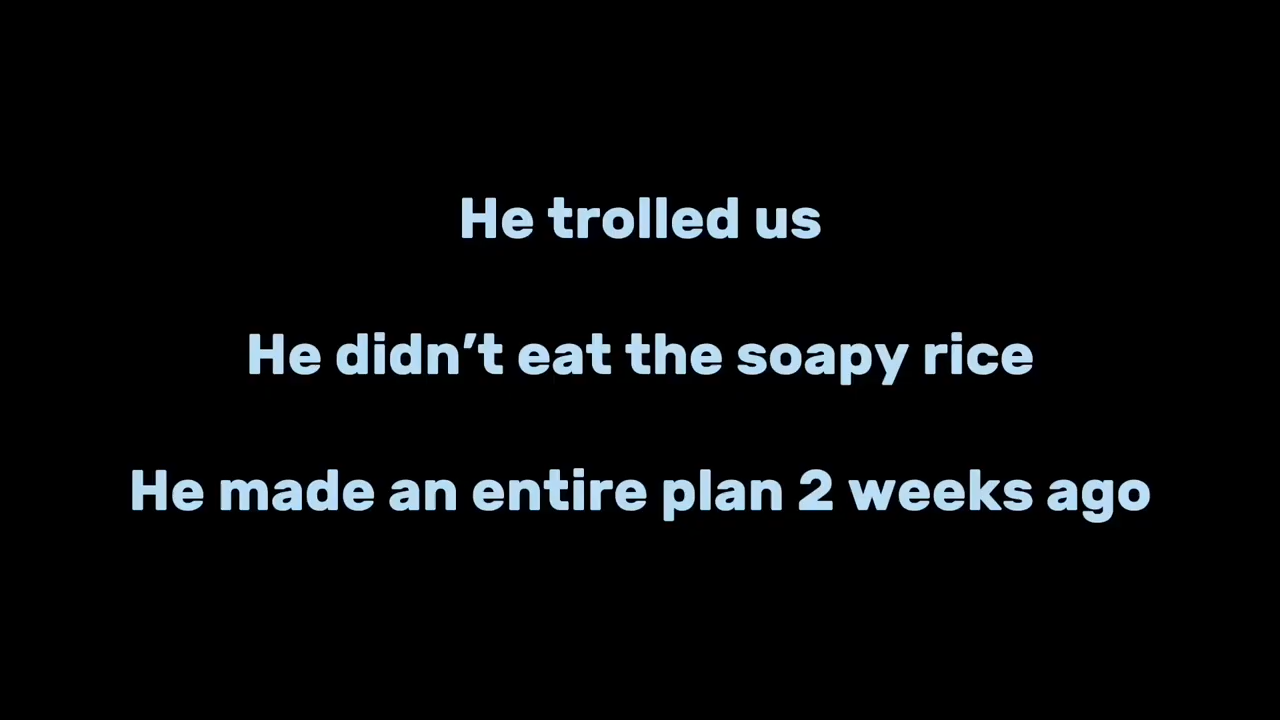 He trolled us
He didn’t eat the soapy rice
He made an entire plan 2 weeks ago